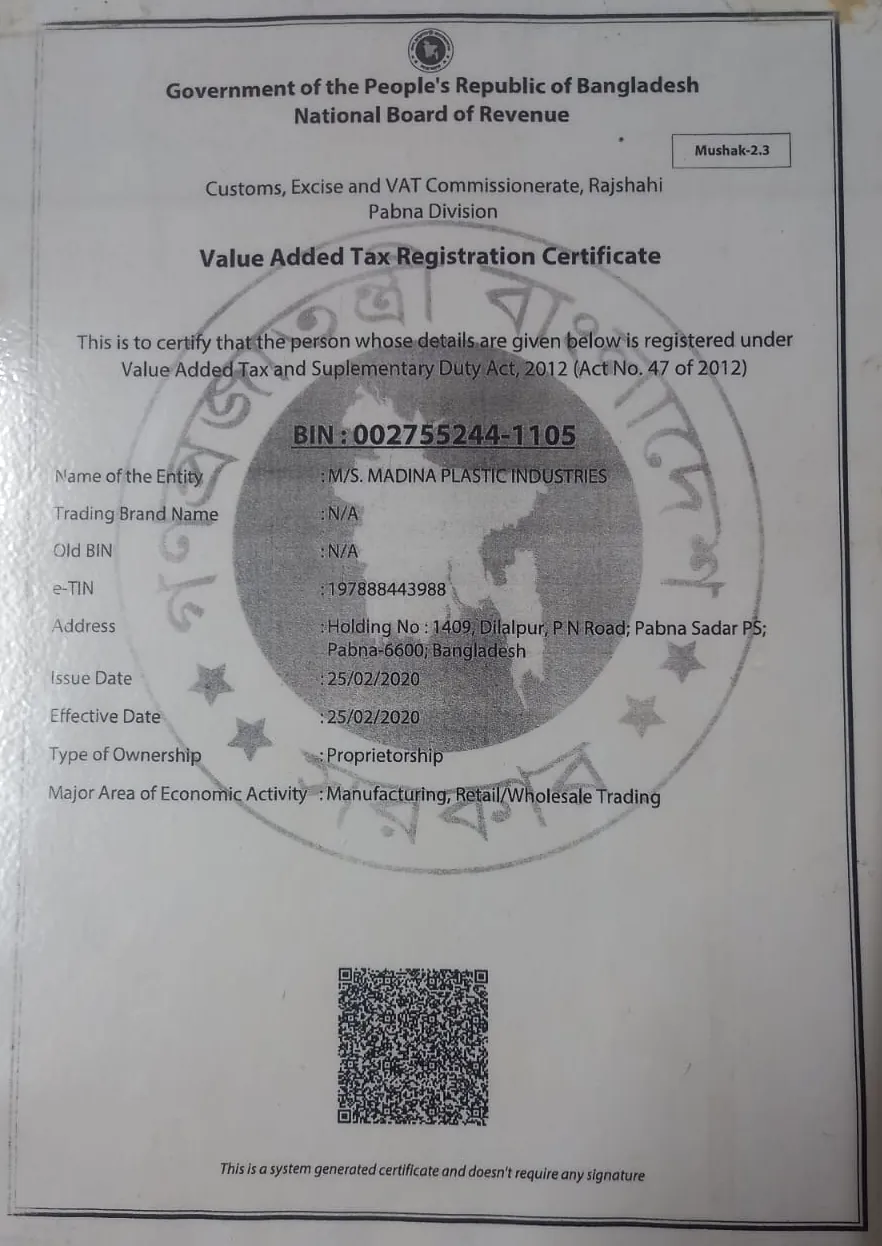 Government of the People's Republic of Bangladesh
National Board of Revenue
Mushak-2.3
Customs, Excise and VAT Commissionerate, Rajshahi
Pabna Division
Value Added Tax Registration Certificate
This is to certify that the person whose details are given below is registered under
Value Added Tax and Suplementary Duty Act, 2012 (Act No. 47 of 2012)
BIN : 002755244-1105
Name of the Entity : M/S. MADINA PLASTIC INDUSTRIES
Trading Brand Name : N/A
Old BIN : N/A
e-TIN : 197888443988
Address : Holding No : 1409, Dilalpur, P N Road; Pabna Sadar PS;
Pabna-6600; Bangladesh
Issue Date : 25/02/2020
Effective Date : 25/02/2020
Type of Ownership : Proprietorship
Major Area of Economic Activity : Manufacturing, Retail/Wholesale Trading
গণপ্রজাতন্ত্রী বাংলাদেশ
সরকার
This is a system generated certificate and doesn't require any signature